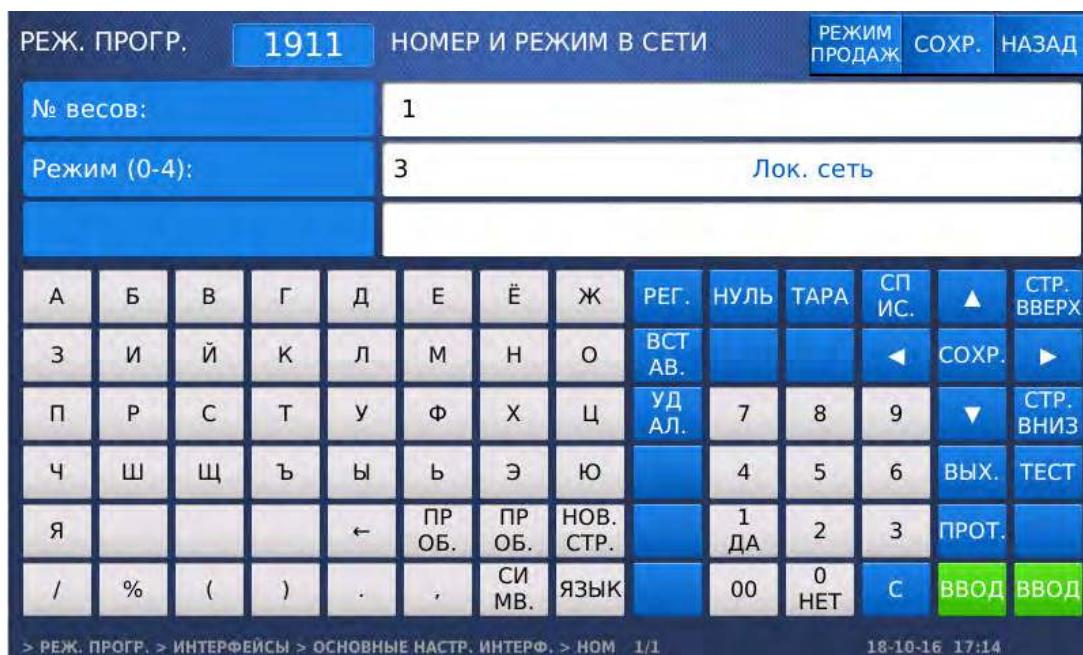 РЕЖ. ПРОГР. 1911 НОМЕР И РЕЖИМ В СЕТИ РЕЖИМ ПРОДАЖ СОХР. НАЗАД
№ весов: 1
Режим (0-4): 3 Лок. сеть
А Б В Г Д Е Ё Ж РЕГ. НУЛЬ ТАРА СП ИС. ▲ СТР. ВВЕРХ
З И Й К Л М Н О ВСТ АВ. ◀ СОХР. ▶
П Р С Т У Ф Х Ц УД АЛ. 7 8 9 ▼ СТР. ВНИЗ
Ч Ш Щ Ъ Ы Ь Э Ю 4 5 6 ВЫХ. ТЕСТ
Я ← ПР ОБ. ПР ОБ. НОВ. СТР. 1 ДА 2 3 ПРОТ.
/ % ( ) . , СИ МВ. ЯЗЫК 00 0 НЕТ С ВВОД ВВОД
> РЕЖ. ПРОГР. > ИНТЕРФЕЙСЫ > ОСНОВНЫЕ НАСТР. ИНТЕРФ. > НОМ 1/1 18-10-16 17:14